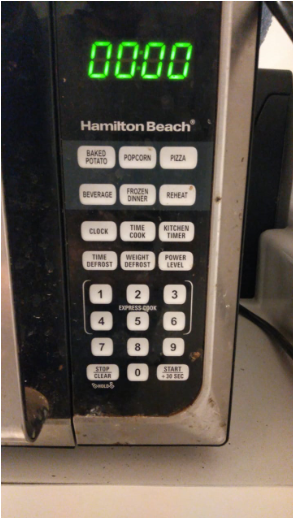 00:00
Hamilton Beach®
BAKED POTATO POPCORN PIZZA
BEVERAGE FROZEN DINNER REHEAT
CLOCK TIME COOK KITCHEN TIMER
TIME DEFROST WEIGHT DEFROST POWER LEVEL
1 2 3
EXPRESS COOK
4 5 6
7 8 9
STOP CLEAR 0 START +30 SEC